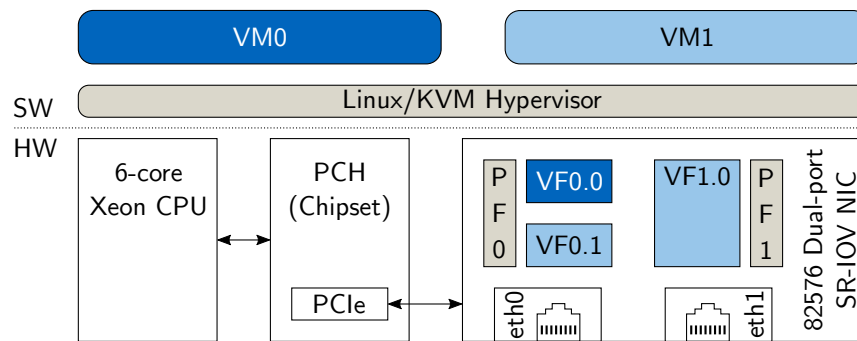 VM0
VM1
Linux/KVM Hypervisor
SW
HW
6-core
Xeon CPU
PCH
(Chipset)
PCIe
P
F
0
VF0.0
VF0.1
VF1.0
P
F
1
82576 Dual-port
SR-IOV NIC
eth0
eth1